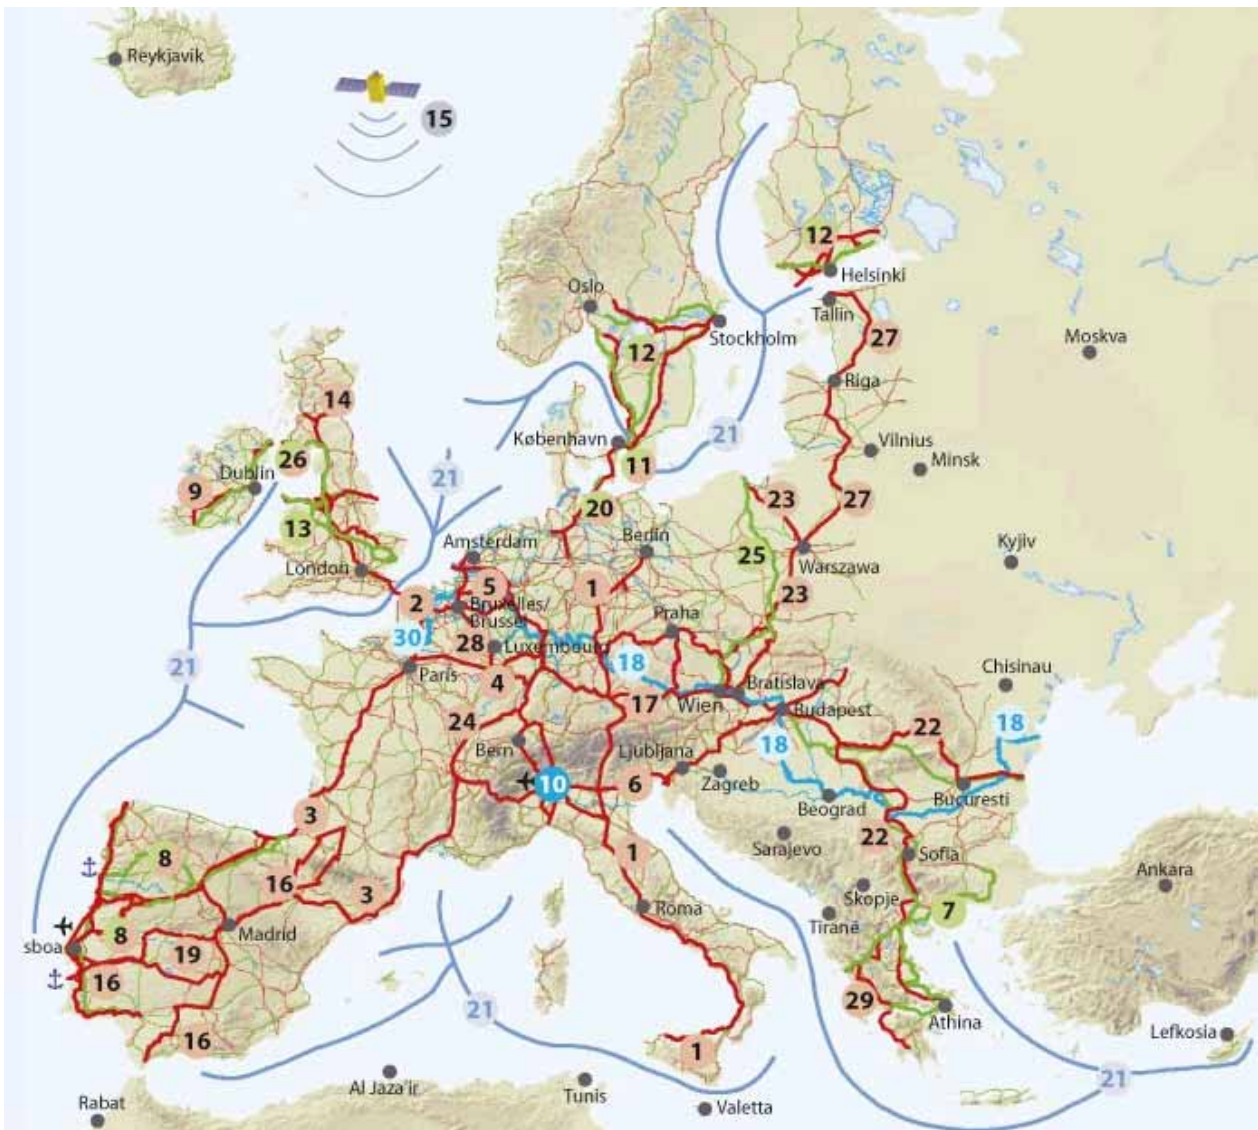 Reykjavik
15
12
Helsinki
Oslo
Tallin
Stockholm
27
Moskva
12
Riga
14
København
21
Vilnius
Minsk
26
11
21
Dublin
9
23
27
20
13
Amsterdam
Berlin
Kyjiv
25
London
Warszawa
5
1
23
2
Bruxelles/
Brussel
Praha
30
28
Luxembourg
18
Chisinau
21
Paris
4
Bratislava
17
Wien
Budapest
24
22
18
Bern
Ljubljana
18
10
6
Zagreb
Bucuresti
Beograd
3
1
22
Sarajevo
Sofia
8
16
Ankara
3
Skopje
Roma
7
Tiranë
8
Madrid
sboa
19
16
29
21
Athina
Lefkosia
16
1
21
Al Jaza'ir
Tunis
Rabat
Valetta